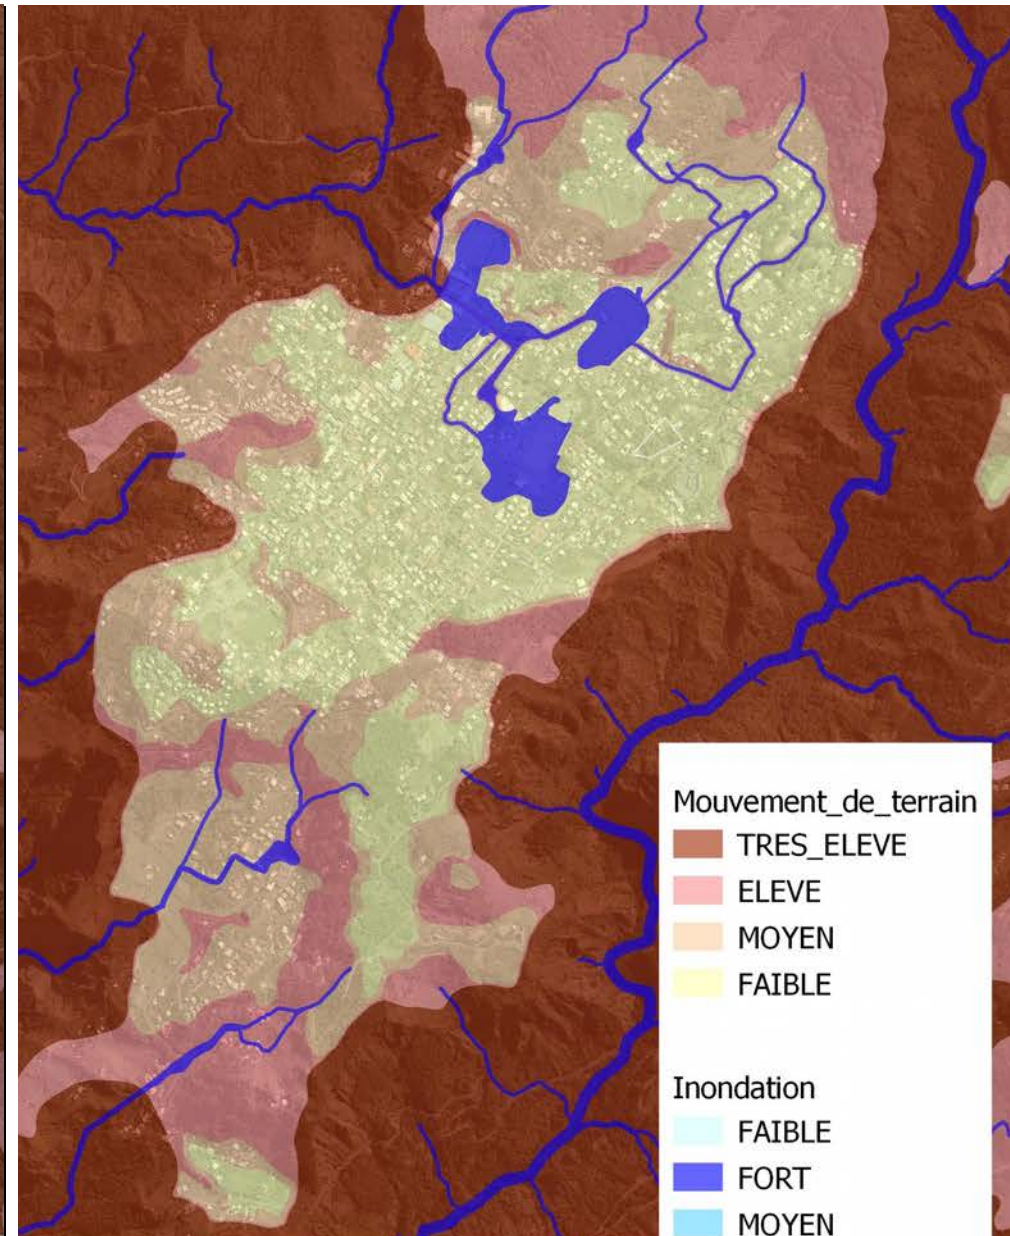 Mouvement_de_terrain
TRES_ELEVE
ELEVE
MOYEN
FAIBLE
Inondation
FAIBLE
FORT
MOYEN